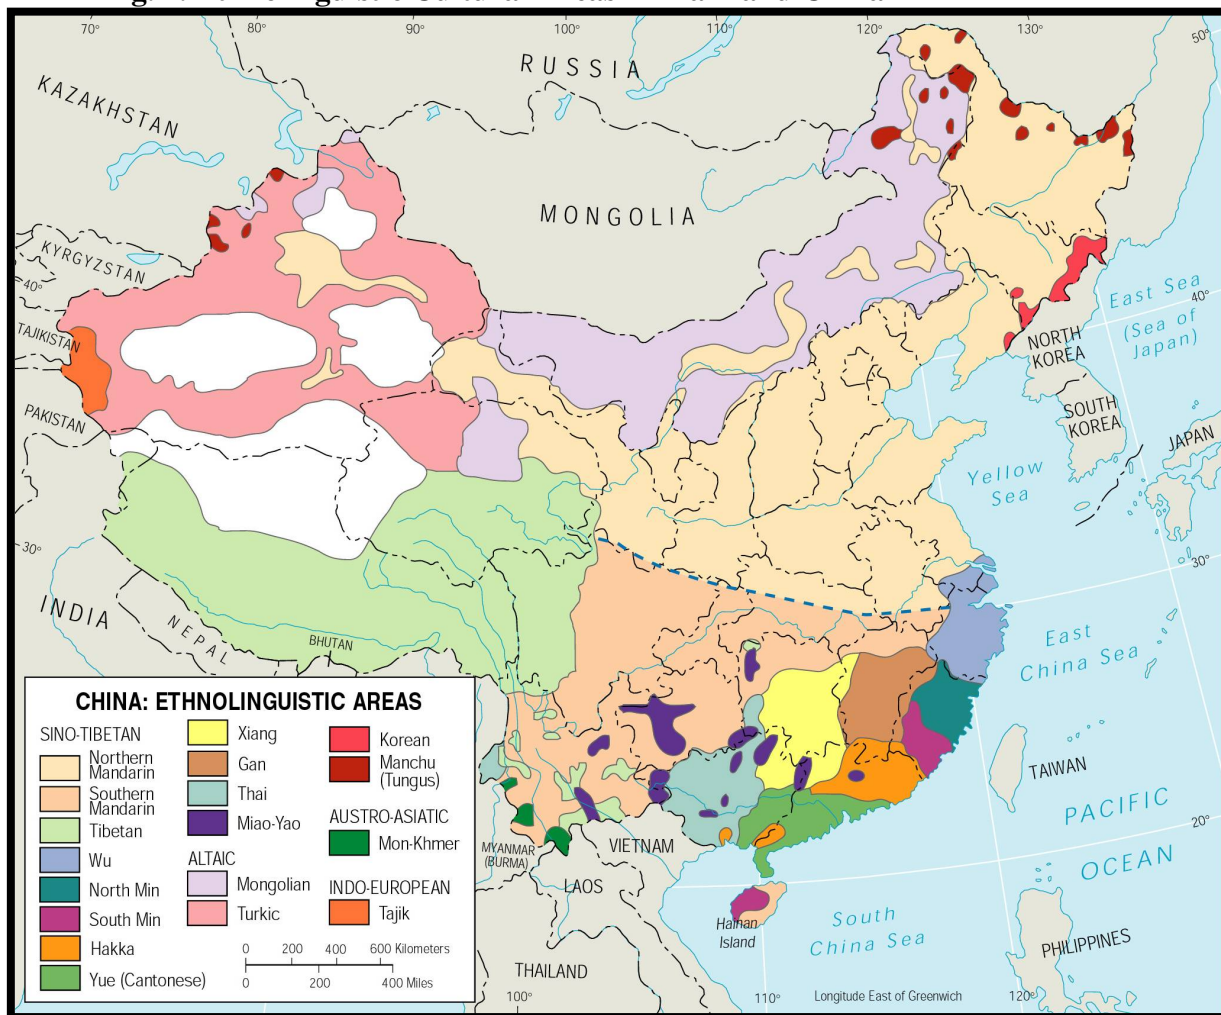 70°
80°
90°
100°
110°
120°
130°
50°
RUSSIA
KAZAKHSTAN
MONGOLIA
KYRGYZSTAN
40°
TAJIKISTAN
PAKISTAN
East Sea
(Sea of
Japan)
40°
NORTH
KOREA
SOUTH
KOREA
JAPAN
Yellow
Sea
30°
30°
INDIA
NEPAL
BHUTAN
East
China Sea
TAIWAN
PACIFIC
OCEAN
20°
MYANMAR
(BURMA)
VIETNAM
LAOS
THAILAND
Hainan
Island
South
China Sea
PHILIPPINES
CHINA: ETHNOLINGUISTIC AREAS
SINO-TIBETAN
Northern
Mandarin
Southern
Mandarin
Tibetan
Wu
North Min
South Min
Hakka
Yue (Cantonese)
Xiang
Gan
Thai
Miao-Yao
ALTAIC
Mongolian
Turkic
Korean
Manchu
(Tungus)
AUSTRO-ASIATIC
Mon-Khmer
INDO-EUROPEAN
Tajik
0 200 400 600 Kilometers
0 200 400 Miles
100°
110°
Longitude East of Greenwich
120°